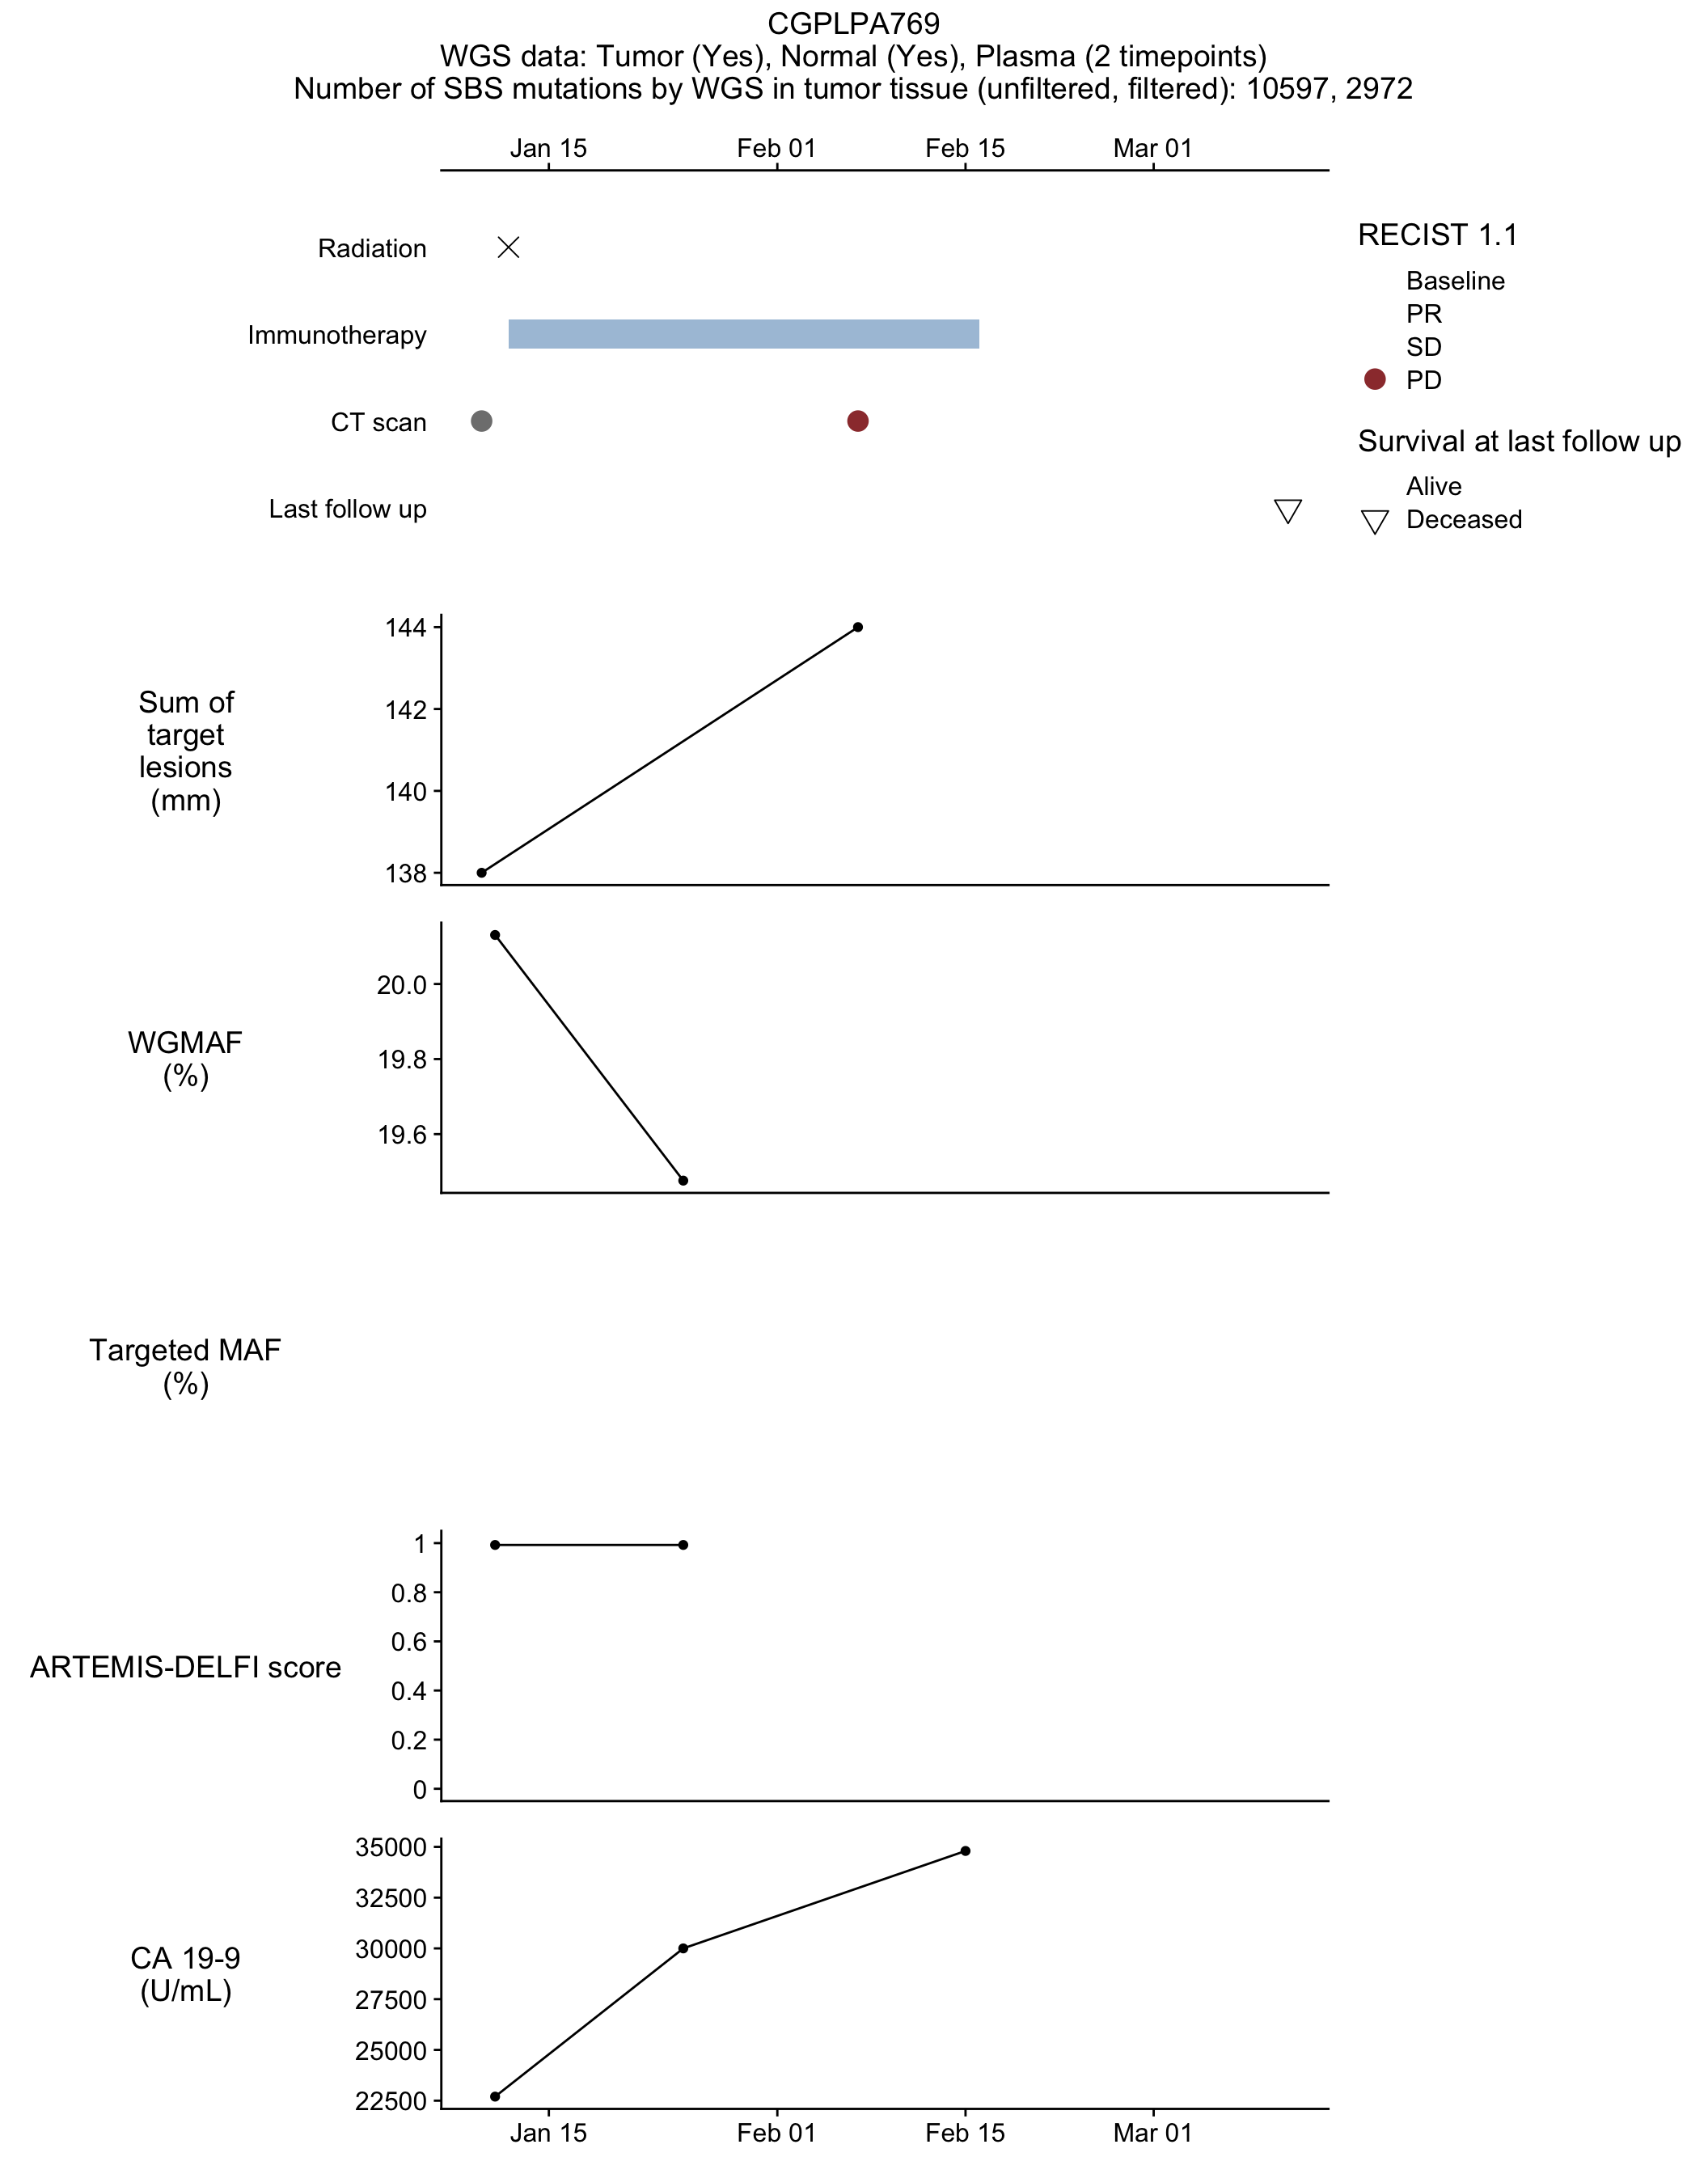 CGPLPA769
WGS data: Tumor (Yes), Normal (Yes), Plasma (2 timepoints)
Number of SBS mutations by WGS in tumor tissue (unfiltered, filtered): 10597, 2972
Jan 15 Feb 01 Feb 15 Mar 01
Radiation
Immunotherapy
CT scan
Last follow up
RECIST 1.1
Baseline
PR
SD
PD
Survival at last follow up
Alive
Deceased
Sum of
target
lesions
(mm)
144
142
140
138
WGMAF
(%)
20.0
19.8
19.6
Targeted MAF
(%)
ARTEMIS-DELFI score
1
0.8
0.6
0.4
0.2
0
CA 19-9
(U/mL)
35000
32500
30000
27500
25000
22500
Jan 15 Feb 01 Feb 15 Mar 01